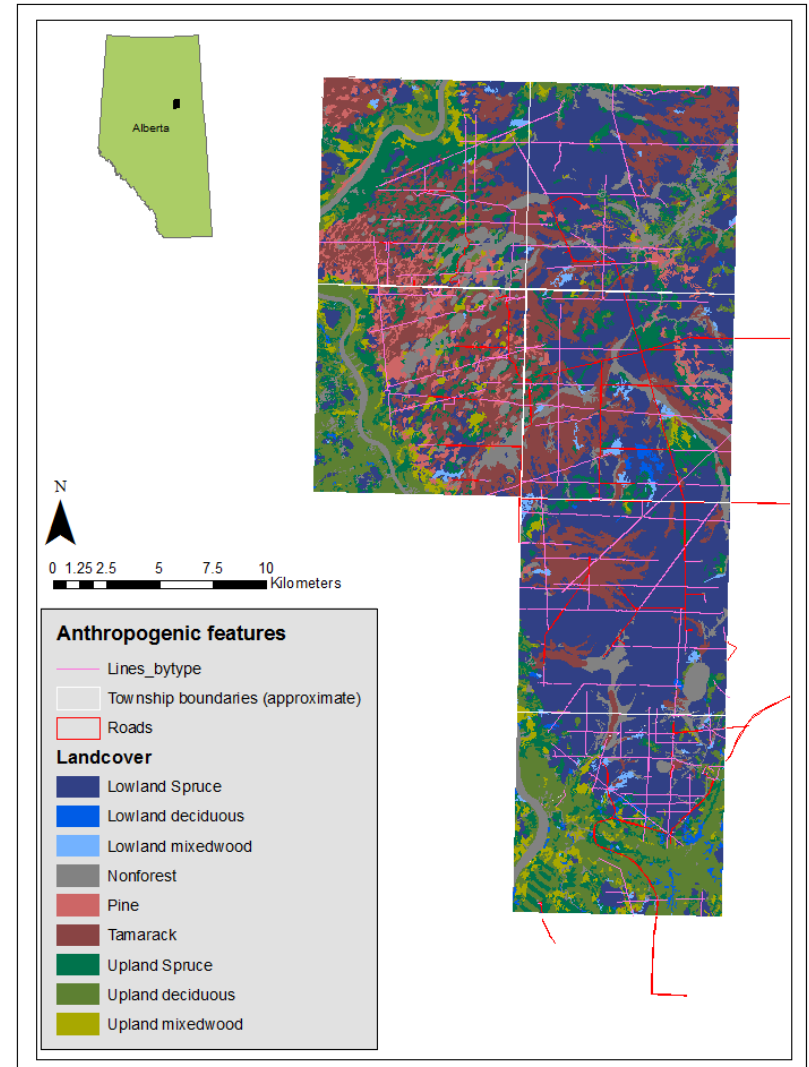 Alberta
N
0 1.25 2.5 5 7.5 10
Kilometers
Anthropogenic features
Lines_bytype
Township boundaries (approximate)
Roads
Landcover
Lowland Spruce
Lowland deciduous
Lowland mixedwood
Nonforest
Pine
Tamarack
Upland Spruce
Upland deciduous
Upland mixedwood